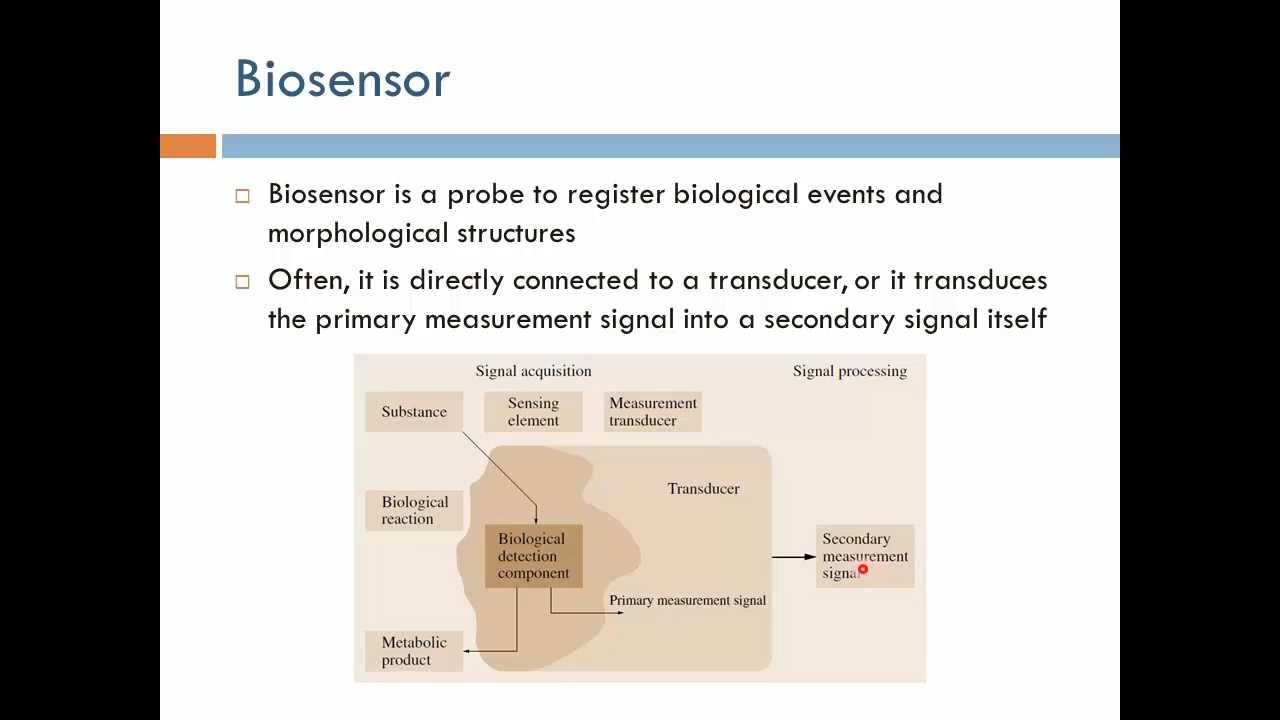 Biosensor
Biosensor is a probe to register biological events and
morphological structures
Often, it is directly connected to a transducer, or it transduces
the primary measurement signal into a secondary signal itself
Signal acquisition
Signal processing
Substance
Sensing
element
Measurement
transducer
Transducer
Biological
reaction
Biological
detection
component
Secondary
measurement
signal
Primary measurement signal
Metabolic
product